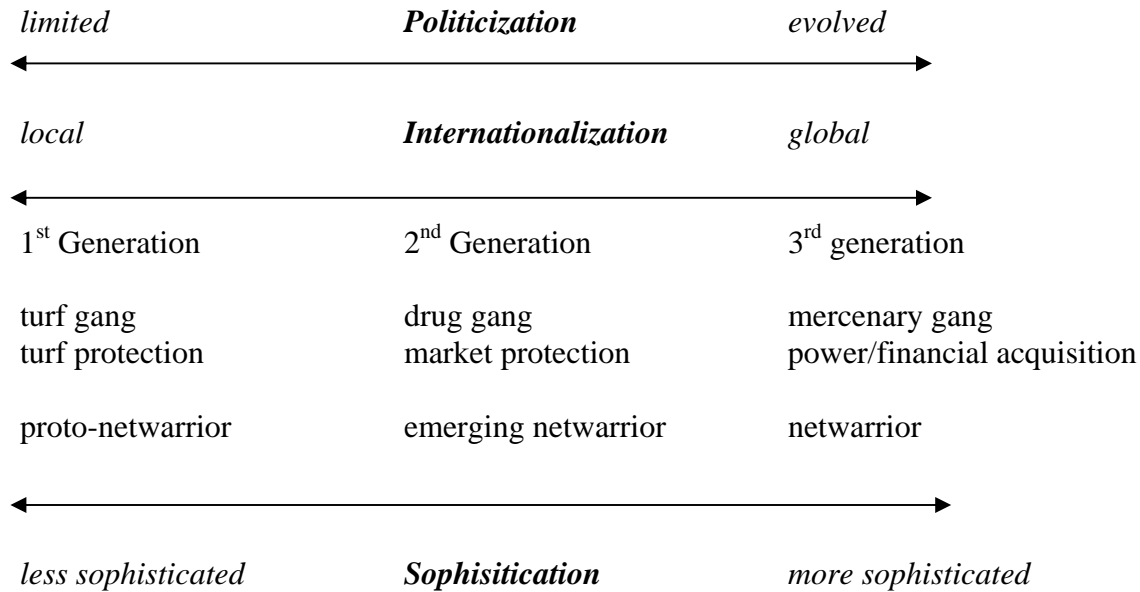 limited Politicization evolved
local Internationalization global
1st Generation 2nd Generation 3rd generation
turf gang drug gang mercenary gang
turf protection market protection power/financial acquisition
proto-netwarrior emerging netwarrior netwarrior
less sophisticated Sophisitication more sophisticated